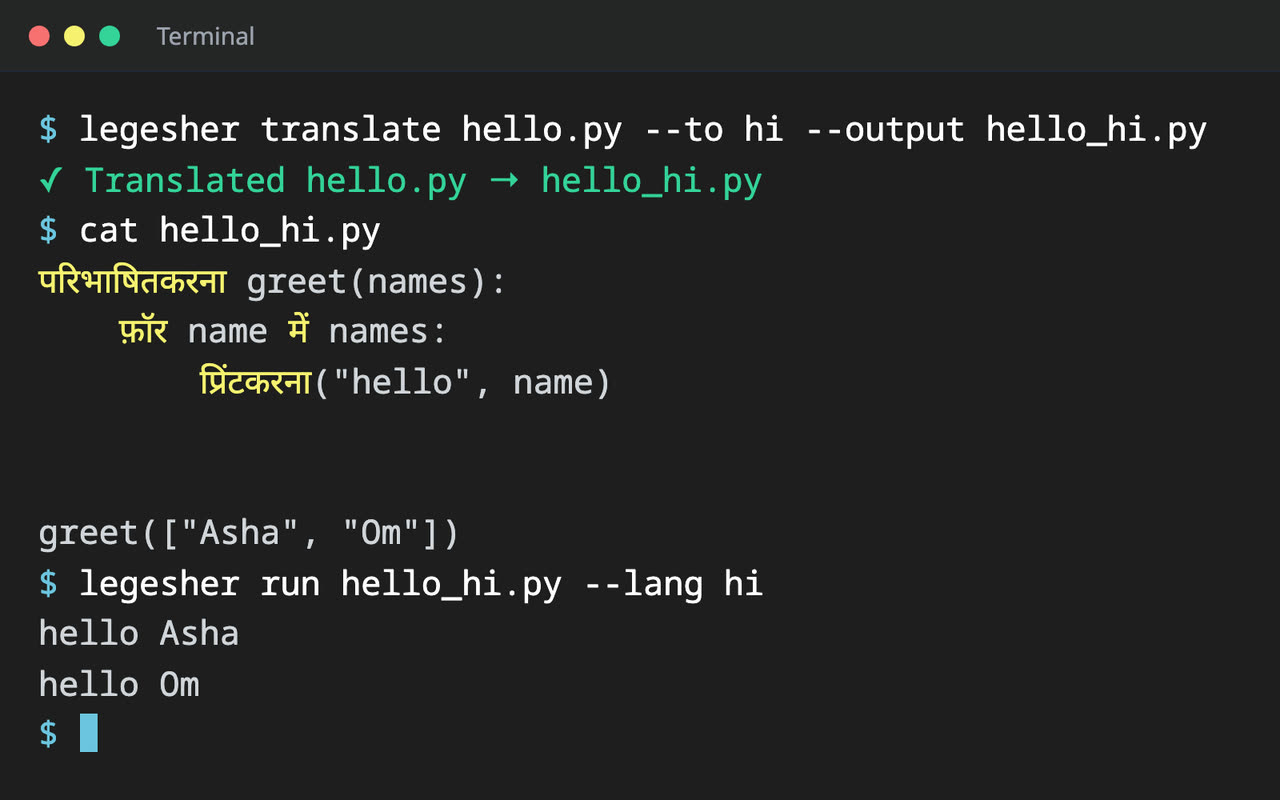 Terminal
$ legesher translate hello.py --to hi --output hello_hi.py
✓ Translated hello.py → hello_hi.py
$ cat hello_hi.py
परिभाषितकरना greet(names):
    फ़ॉर name में names:
        प्रिंटकरना("hello", name)
greet(["Asha", "Om"])
$ legesher run hello_hi.py --lang hi
hello Asha
hello Om
$